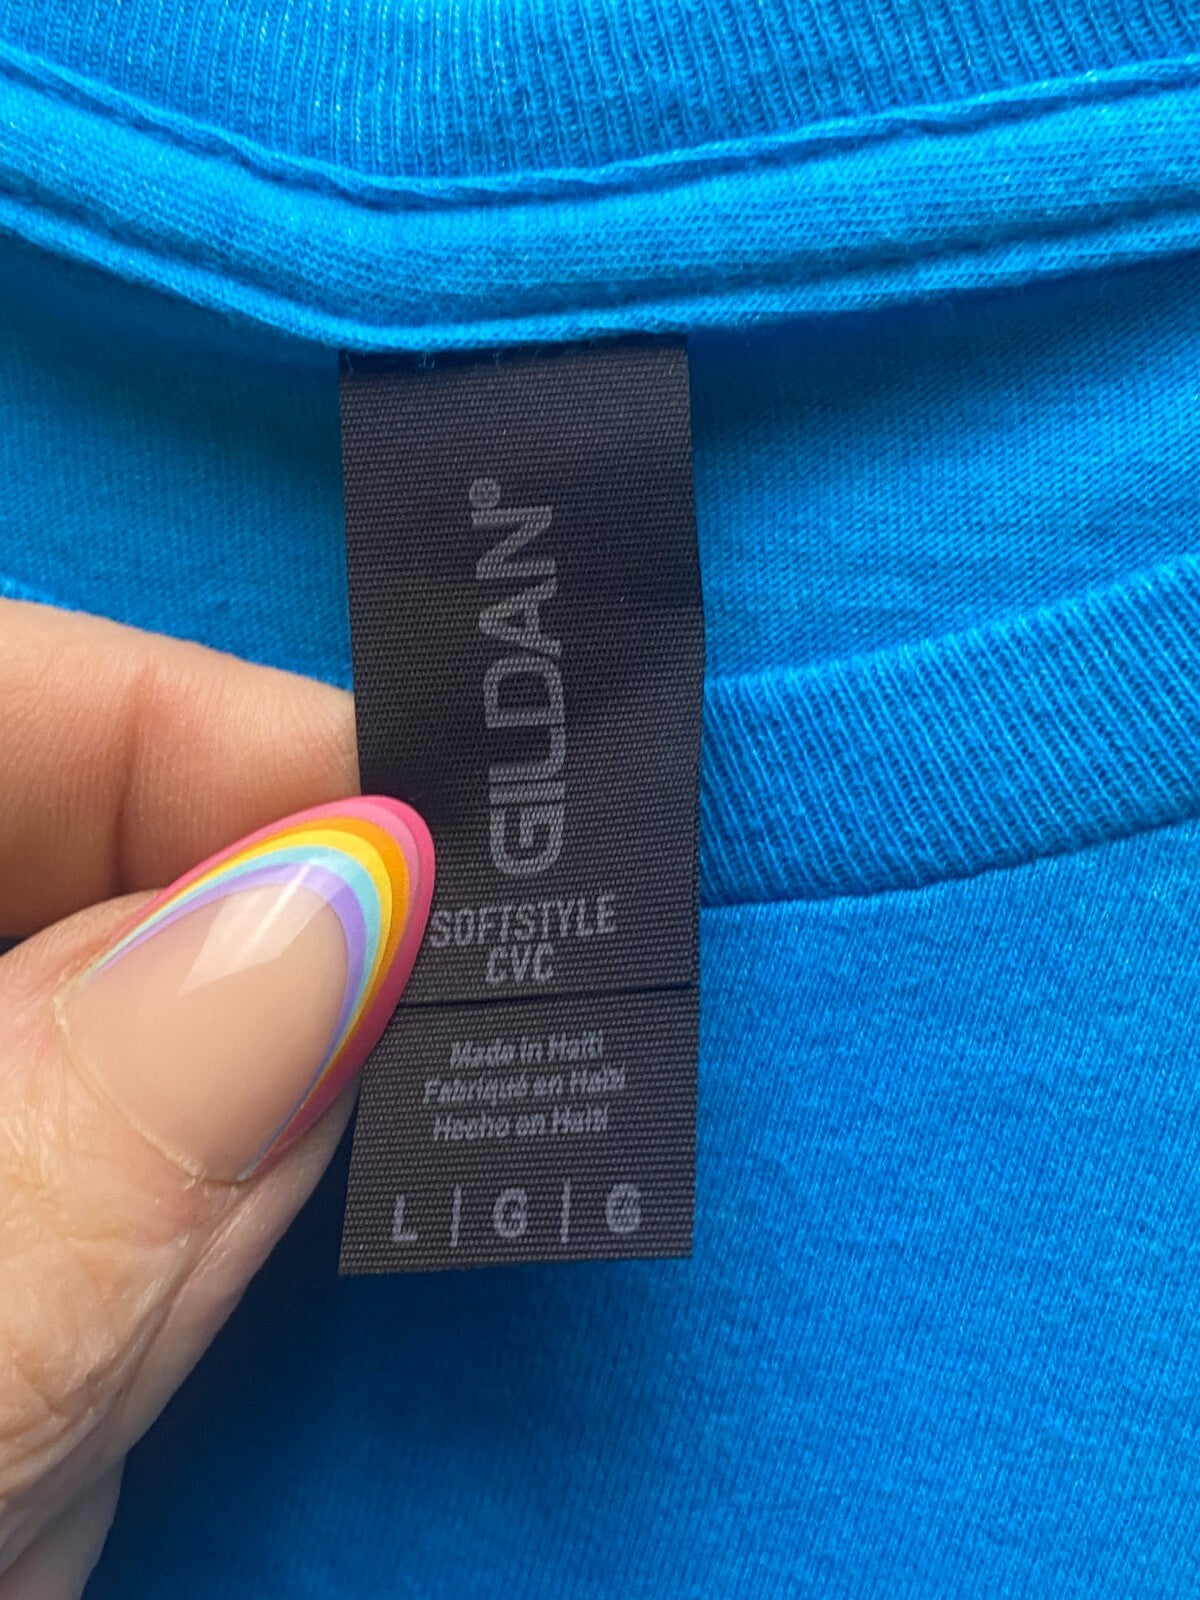 GILDAN®
SOFTSTYLE
CVC
Made in Haiti
Fabriqué en Haïti
Hecho en Haití
L | G | G